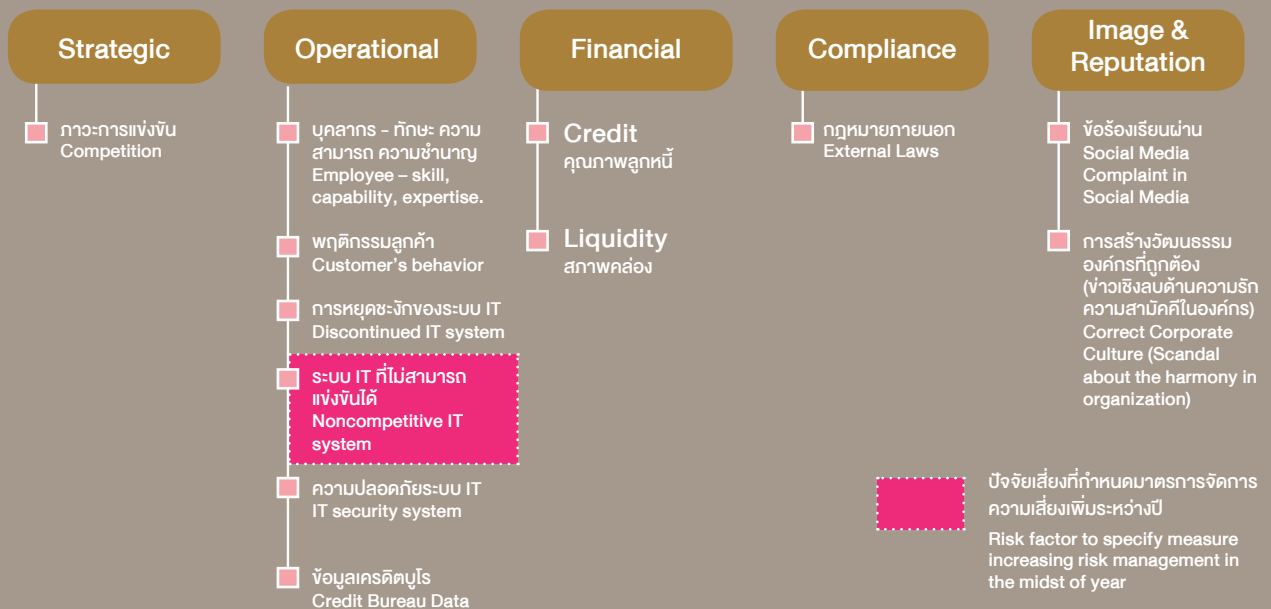 Strategic
ภาวะการแข่งขัน
Competition
Operational
บุคลากร - ทักษะ ความ
สามารถ ความชำนาญ
Employee – skill,
capability, expertise.
พฤติกรรมลูกค้า
Customer's behavior
การหยุดชะงักของระบบ IT
Discontinued IT system
ระบบ IT ที่ไม่สามารถ
แข่งขันได้
Noncompetitive IT
system
ความปลอดภัยระบบ IT
IT security system
ข้อมูลเครดิตบูโร
Credit Bureau Data
Financial
Credit
คุณภาพลูกหนี้
Liquidity
สภาพคล่อง
Compliance
กฎหมายภายนอก
External Laws
Image &
Reputation
ข้อร้องเรียนผ่าน
Social Media
Complaint in
Social Media
การสร้างวัฒนธรรม
องค์กรที่ถูกต้อง
(ข่าวเชิงลบด้านความรัก
ความสามัคคีในองค์กร)
Correct Corporate
Culture (Scandal
about the harmony in
organization)
ปัจจัยเสี่ยงที่กำหนดมาตรการจัดการ
ความเสี่ยงเพิ่มระหว่างปี
Risk factor to specify measure
increasing risk management in
the midst of year